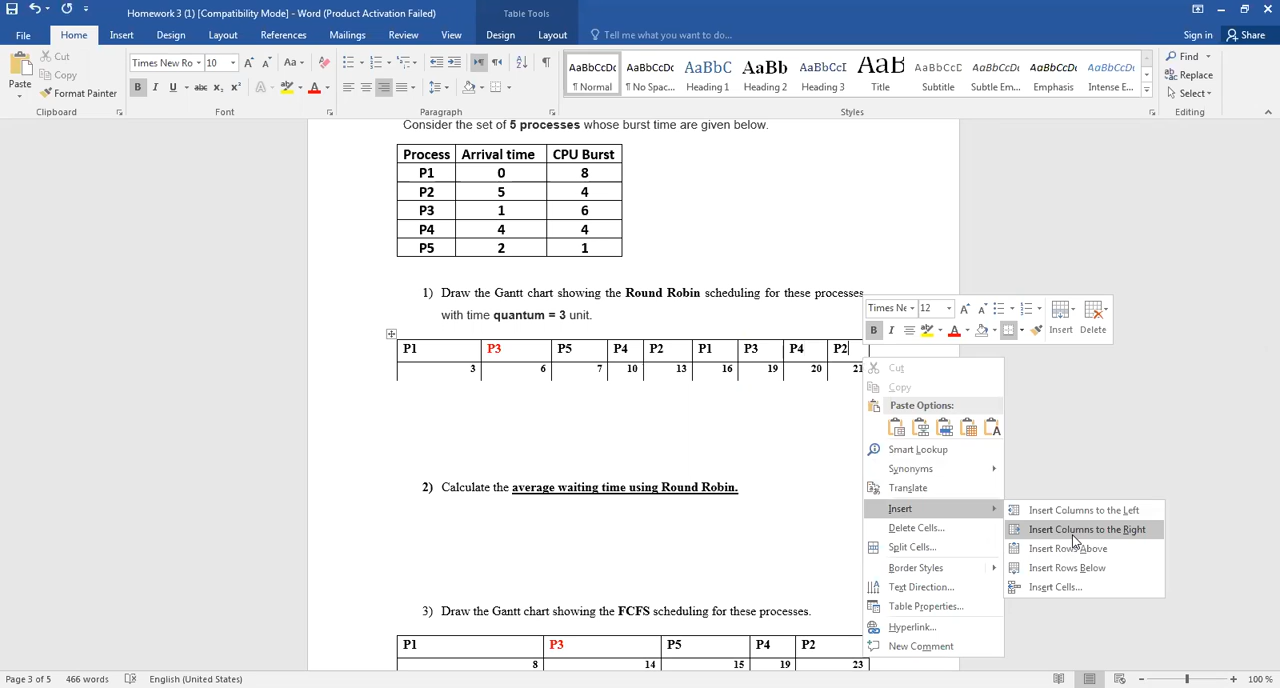 Homework 3 (1) [Compatibility Mode] - Word (Product Activation Failed)
Table Tools
File Home Insert Design Layout References Mailings Review View Design Layout Tell me what you want to do... Sign in Share
Paste Cut Copy Format Painter
Times New Ro 10 Aa
B I U abc x₂ x² A
AaBbCcDc AaBbCcDc AaBbC AaBb AaBbCcI AaB AaBbCcD AaBbCcDc AaBbCcDc AaBbCcDc
¶ Normal ¶ No Spac... Heading 1 Heading 2 Heading 3 Title Subtitle Subtle Em... Emphasis Intense E...
Find Replace Select
Clipboard Font Paragraph Styles Editing
Consider the set of 5 processes whose burst time are given below.
Process Arrival time CPU Burst
P1 0 8
P2 5 4
P3 1 6
P4 4 4
P5 2 1
1) Draw the Gantt chart showing the Round Robin scheduling for these processes
with time quantum = 3 unit.
P1 P3 P5 P4 P2 P1 P3 P4 P2
3 6 7 10 13 16 19 20 21
2) Calculate the average waiting time using Round Robin.
3) Draw the Gantt chart showing the FCFS scheduling for these processes.
P1 P3 P5 P4 P2
8 14 15 19 23
Times Ne 12
B I A Insert Delete
Cut
Copy
Paste Options:
Smart Lookup
Synonyms
Translate
Insert
Delete Cells...
Split Cells...
Border Styles
Text Direction...
Table Properties...
Hyperlink...
New Comment
Insert Columns to the Left
Insert Columns to the Right
Insert Rows Above
Insert Rows Below
Insert Cells...
Page 3 of 5 466 words English (United States) 100 %